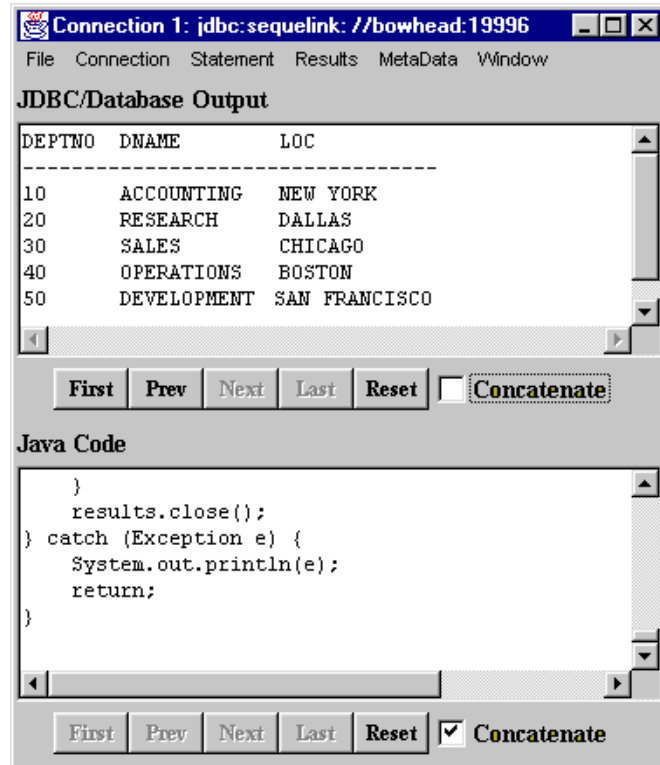 Connection 1: jdbc:sequelink: //bowhead:19996
File Connection Statement Results MetaData Window
JDBC/Database Output
DEPTNO DNAME LOC
----------------------------------
10 ACCOUNTING NEW YORK
20 RESEARCH DALLAS
30 SALES CHICAGO
40 OPERATIONS BOSTON
50 DEVELOPMENT SAN FRANCISCO
First Prev Next Last Reset Concatenate
Java Code
}
results.close();
} catch (Exception e) {
System.out.println(e);
return;
}
First Prev Next Last Reset Concatenate